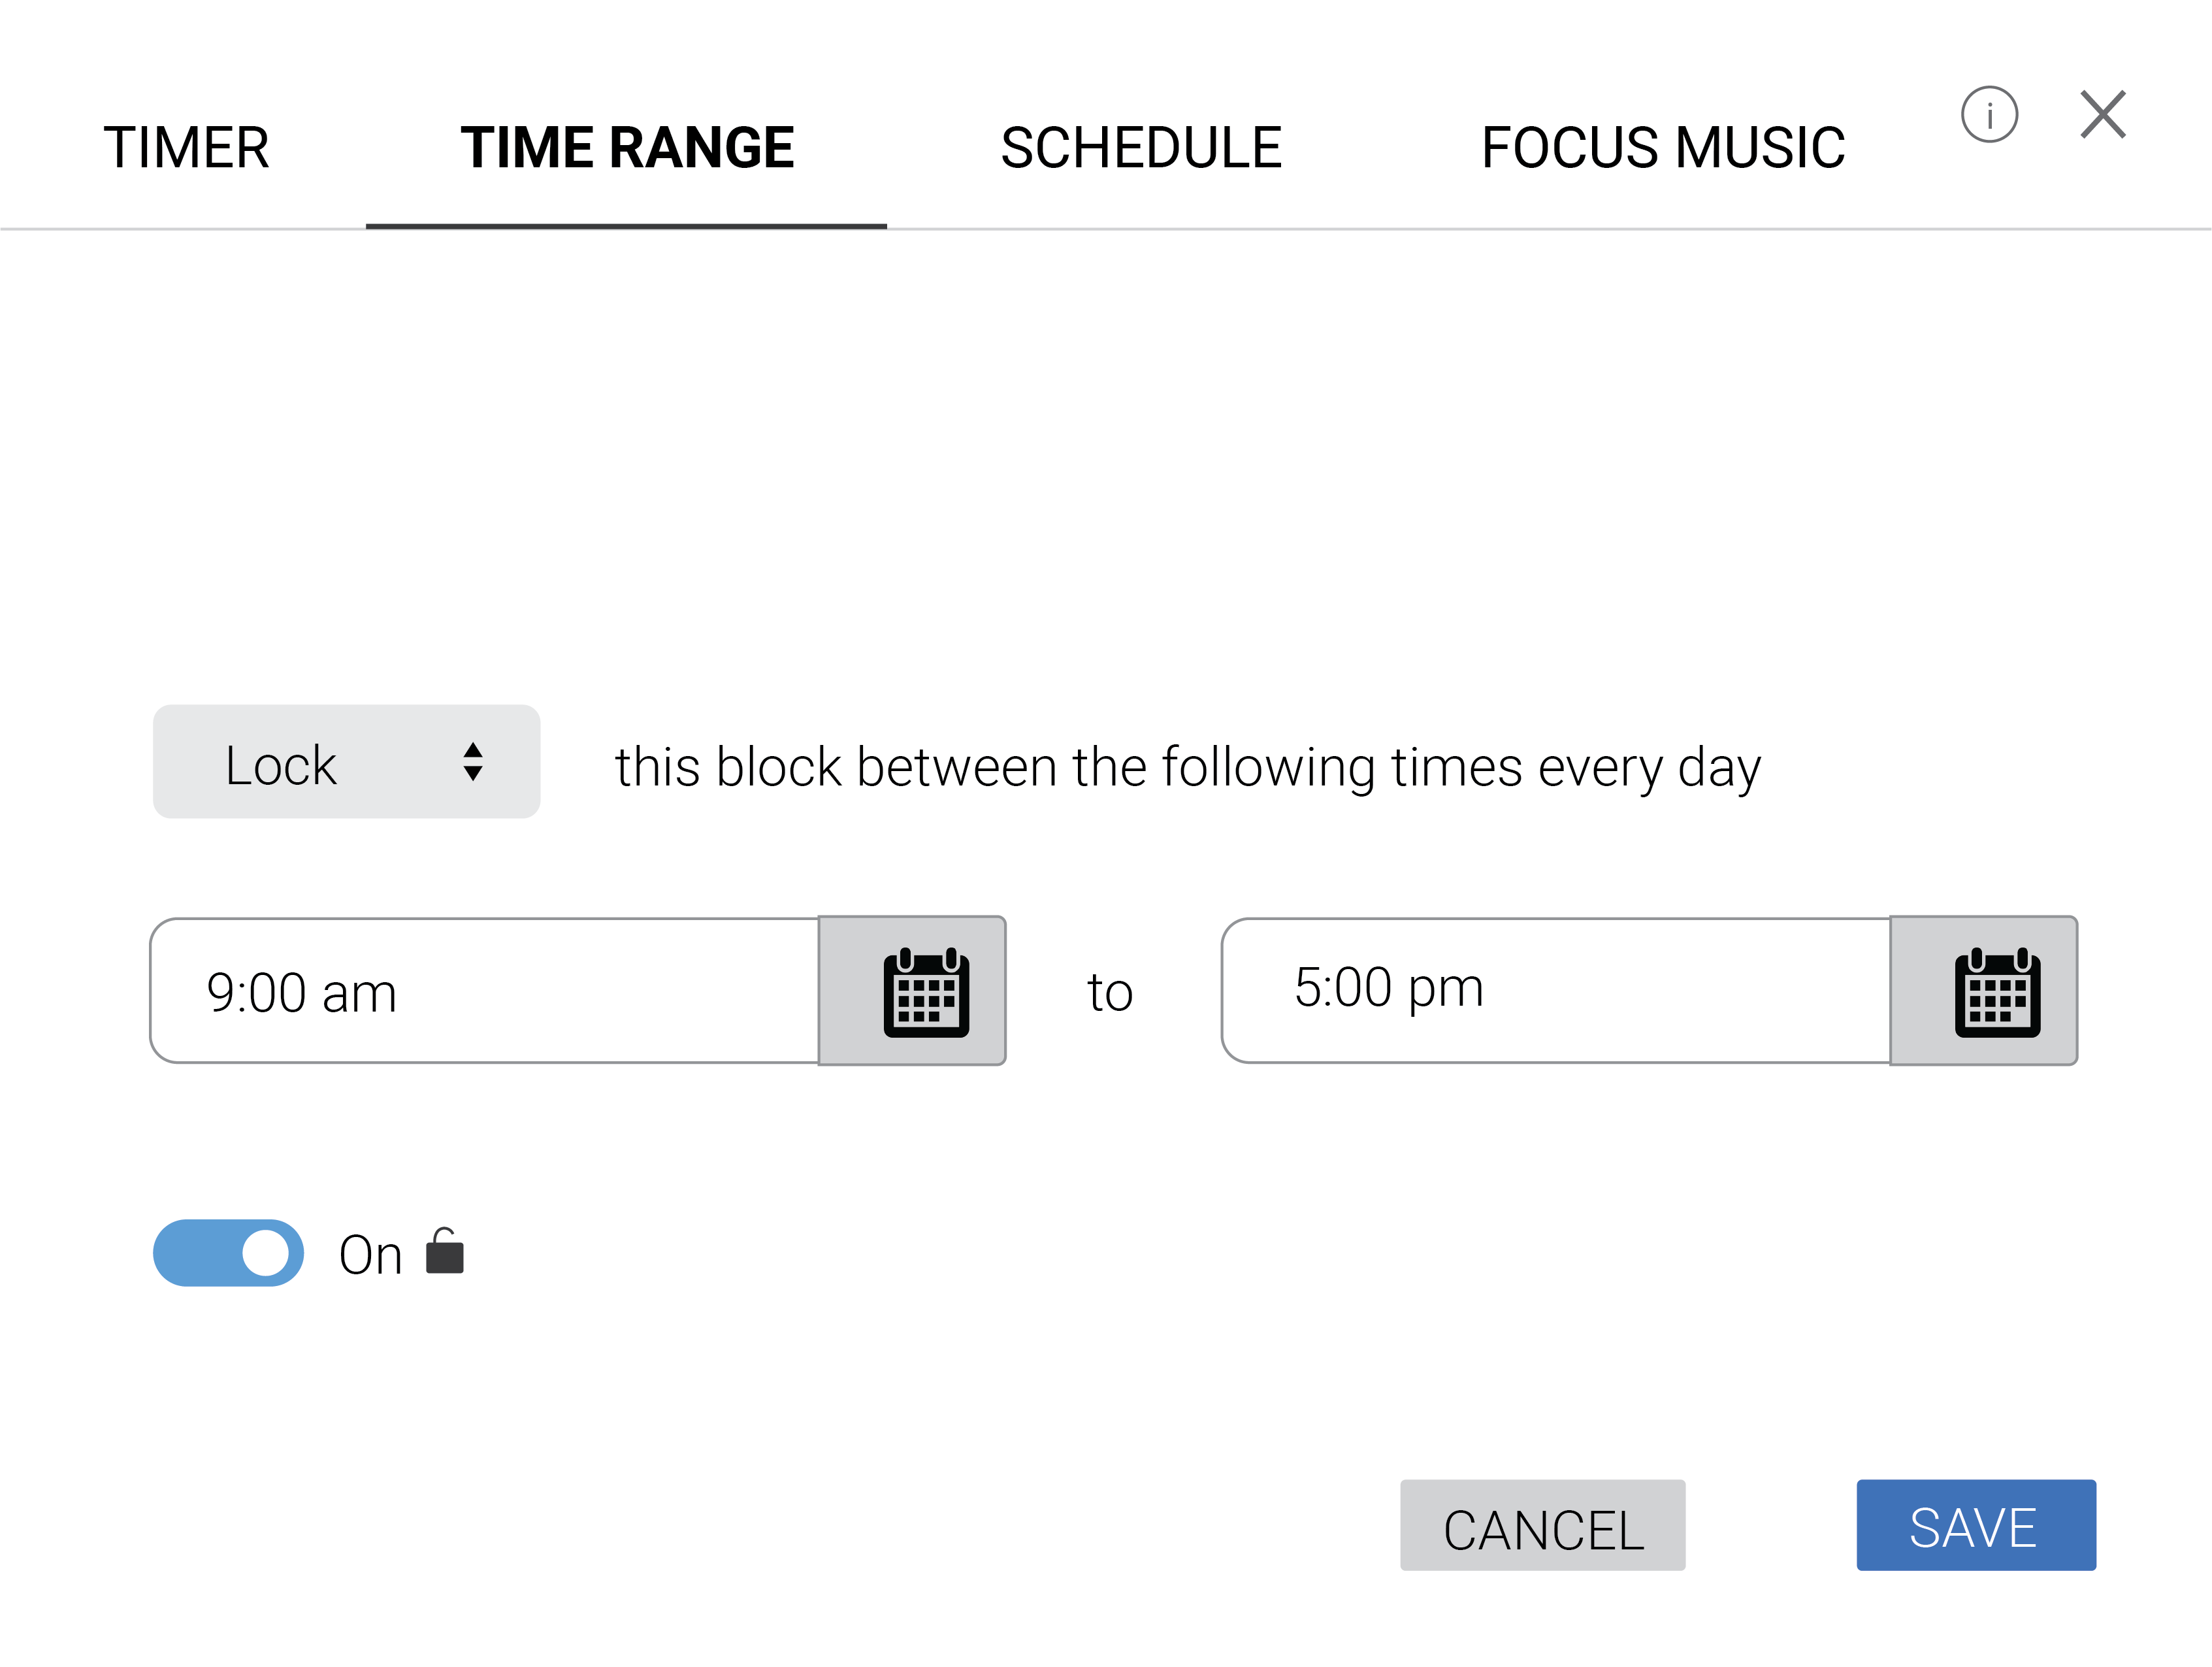 TIMER TIME RANGE SCHEDULE FOCUS MUSIC i
Lock this block between the following times every day
9:00 am to 5:00 pm
On
CANCEL SAVE